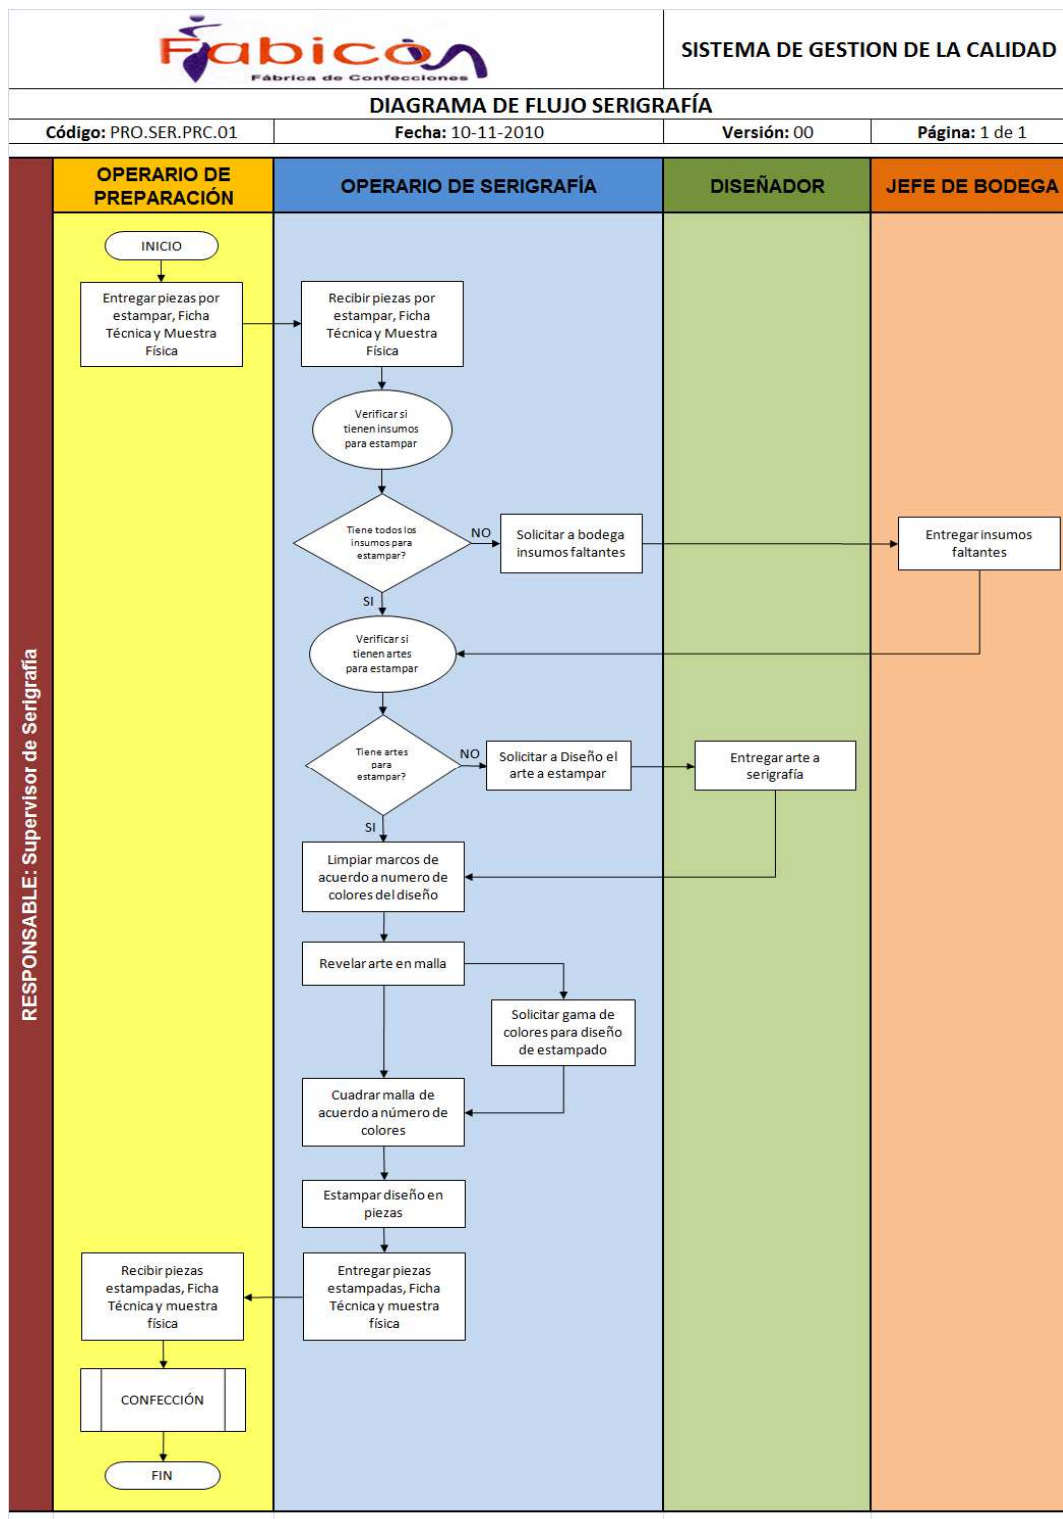 Fabicon
Fábrica de Confecciones
SISTEMA DE GESTION DE LA CALIDAD
DIAGRAMA DE FLUJO SERIGRAFÍA
Código: PRO.SER.PRC.01
Fecha: 10-11-2010
Versión: 00
Página: 1 de 1
RESPONSABLE: Supervisor de Serigrafía
OPERARIO DE
PREPARACIÓN
OPERARIO DE SERIGRAFÍA
DISEÑADOR
JEFE DE BODEGA
INICIO
Entregar piezas por
estampar, Ficha
Técnica y Muestra
Física
Recibir piezas por
estampar, Ficha
Técnica y Muestra
Física
Verificar si
tienen insumos
para estampar
Tiene todos los
insumos para
estampar?
NO
Solicitar a bodega
insumos faltantes
Entregar insumos
faltantes
SI
Verificar si
tienen artes
para estampar
Tiene artes
para
estampar?
NO
Solicitar a Diseño el
arte a estampar
Entregar arte a
serigrafía
SI
Limpiar marcos de
acuerdo a numero de
colores del diseño
Revelar arte en malla
Solicitar gama de
colores para diseño
de estampado
Cuadrar malla de
acuerdo a número de
colores
Estampar diseño en
piezas
Entregar piezas
estampadas, Ficha
Técnica y muestra
física
Recibir piezas
estampadas, Ficha
Técnica y muestra
física
CONFECCIÓN
FIN